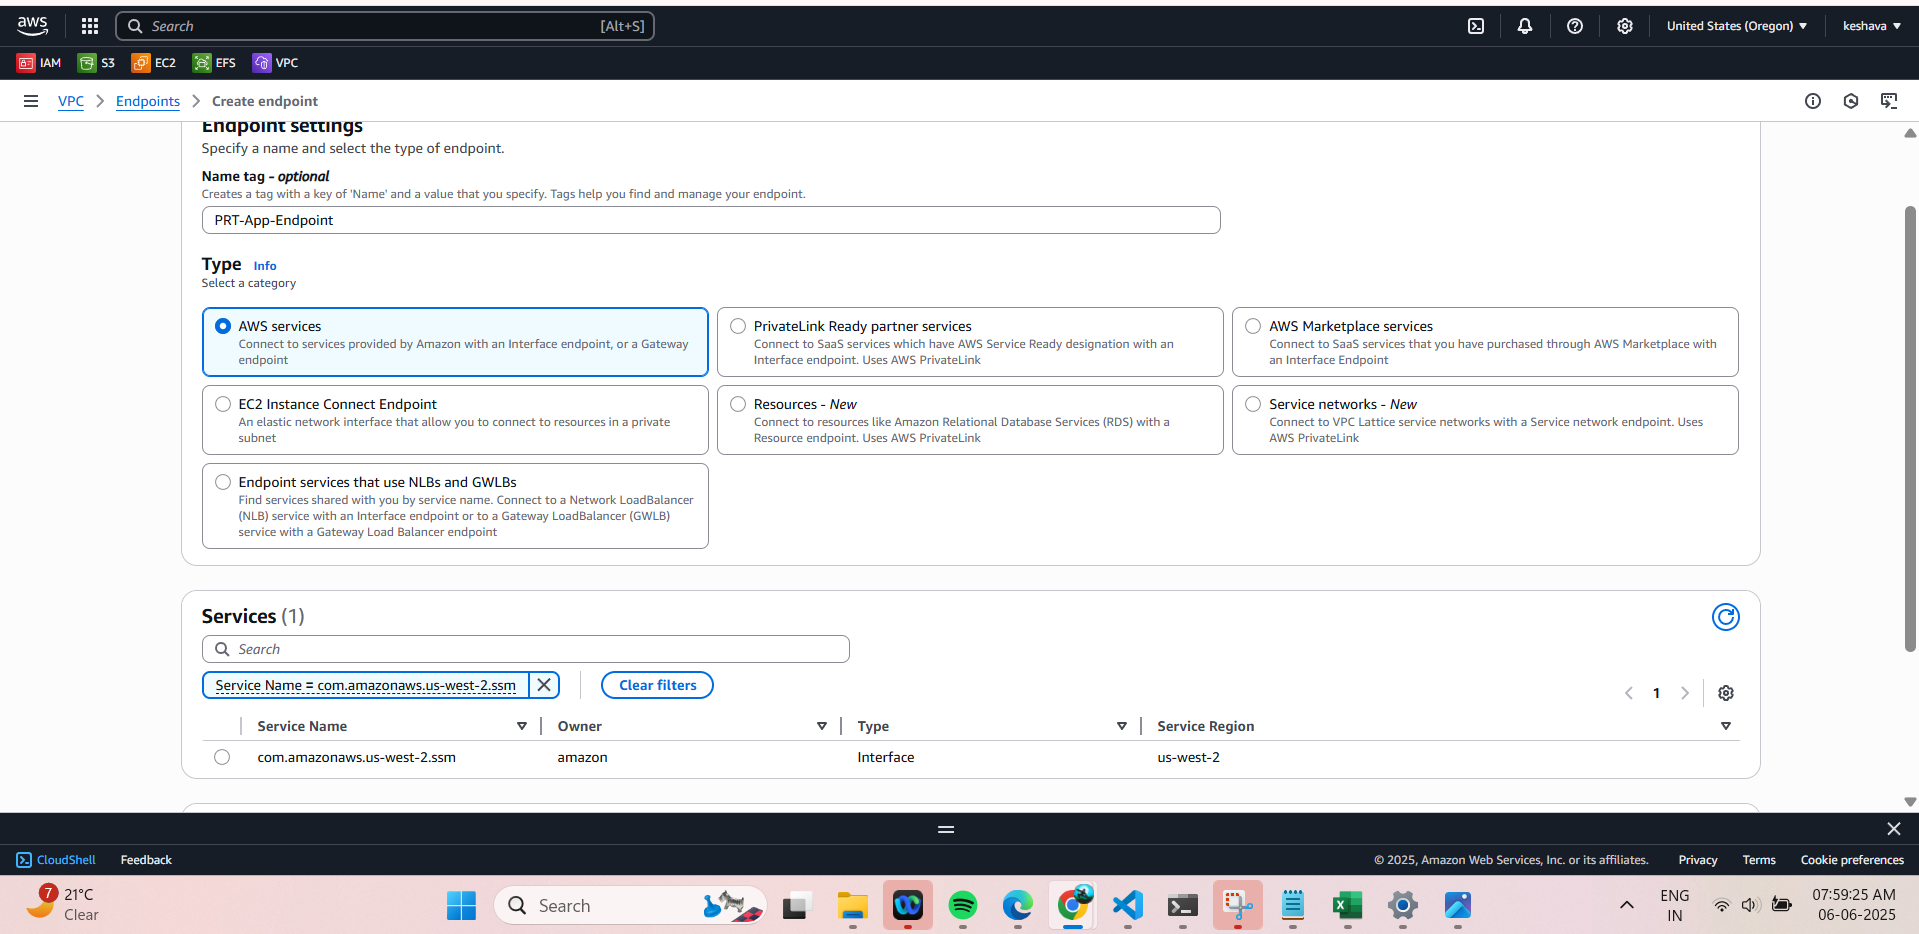 aws
Search [Alt+S]
United States (Oregon)
keshava
IAM
S3
EC2
EFS
VPC
VPC
Endpoints
Create endpoint
Endpoint settings
Specify a name and select the type of endpoint.
Name tag - optional
Creates a tag with a key of 'Name' and a value that you specify. Tags help you find and manage your endpoint.
PRT-App-Endpoint
Type Info
Select a category
AWS services
Connect to services provided by Amazon with an Interface endpoint, or a Gateway
endpoint
PrivateLink Ready partner services
Connect to SaaS services which have AWS Service Ready designation with an
Interface endpoint. Uses AWS PrivateLink
AWS Marketplace services
Connect to SaaS services that you have purchased through AWS Marketplace with
an Interface Endpoint
EC2 Instance Connect Endpoint
An elastic network interface that allow you to connect to resources in a private
subnet
Resources - New
Connect to resources like Amazon Relational Database Services (RDS) with a
Resource endpoint. Uses AWS PrivateLink
Service networks - New
Connect to VPC Lattice service networks with a Service network endpoint. Uses
AWS PrivateLink
Endpoint services that use NLBs and GWLBs
Find services shared with you by service name. Connect to a Network LoadBalancer
(NLB) service with an Interface endpoint or to a Gateway LoadBalancer (GWLB)
service with a Gateway Load Balancer endpoint
Services (1)
Search
Service Name = com.amazonaws.us-west-2.ssm
Clear filters
1
Service Name Owner Type Service Region
com.amazonaws.us-west-2.ssm amazon Interface us-west-2
CloudShell
Feedback
© 2025, Amazon Web Services, Inc. or its affiliates.
Privacy
Terms
Cookie preferences
7
21°C
Clear
Search
ENG
IN
07:59:25 AM
06-06-2025